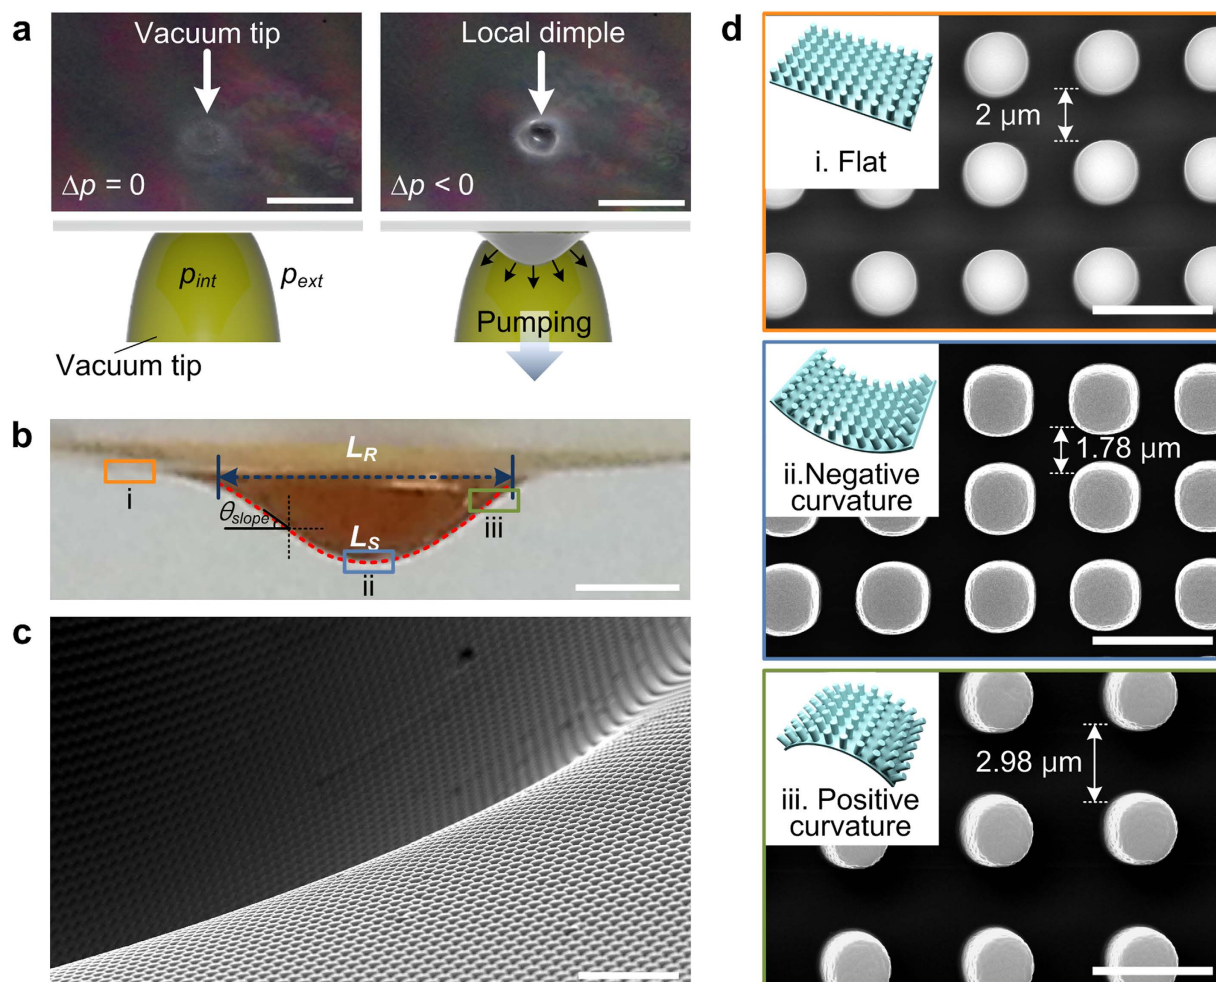 a
Vacuum tip
Δp = 0
Local dimple
Δp < 0
p_int
p_ext
Vacuum tip
Pumping
b
L_R
i
θ_slope
L_S
ii
iii
c
d
i. Flat
2 μm
ii.Negative
curvature
1.78 μm
iii. Positive
curvature
2.98 μm